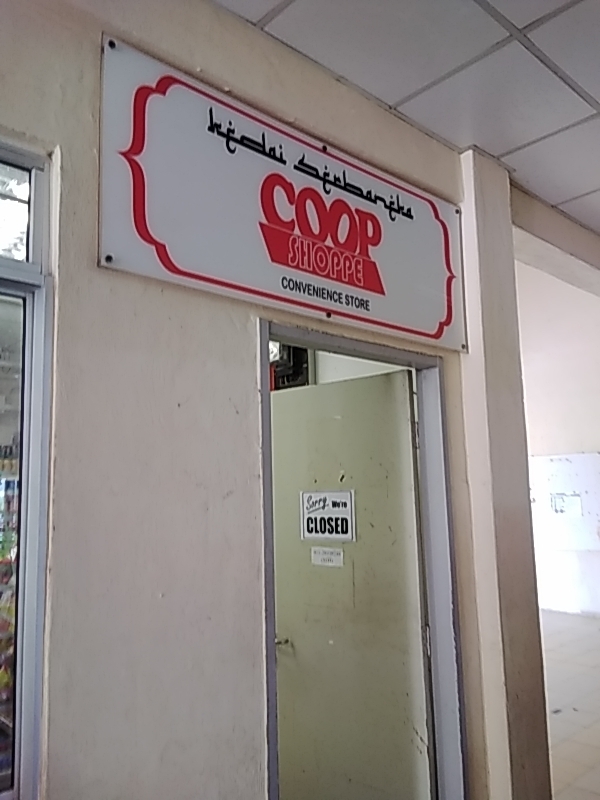 kedai serbaneka
COOP
SHOPPE
CONVENIENCE STORE
Sorry We're
CLOSED